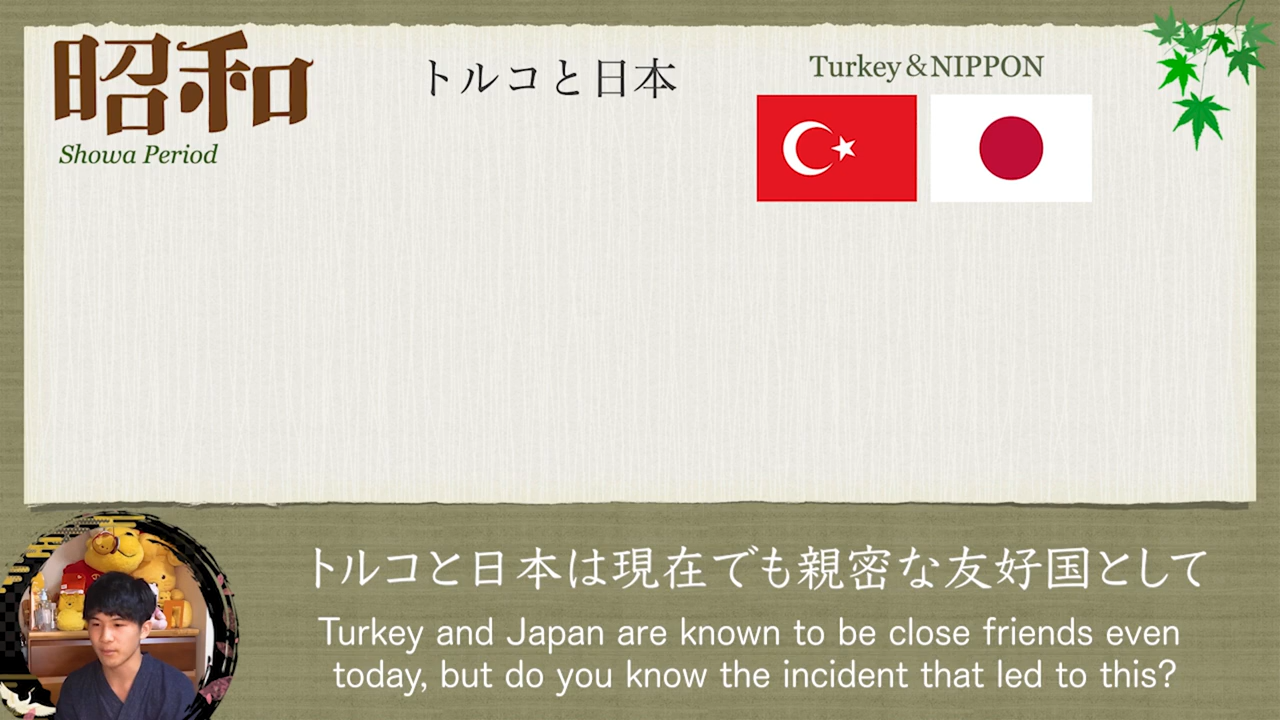 昭和
Showa Period
トルコと日本
Turkey&NIPPON
トルコと日本は現在でも親密な友好国として
Turkey and Japan are known to be close friends even
today, but do you know the incident that led to this?